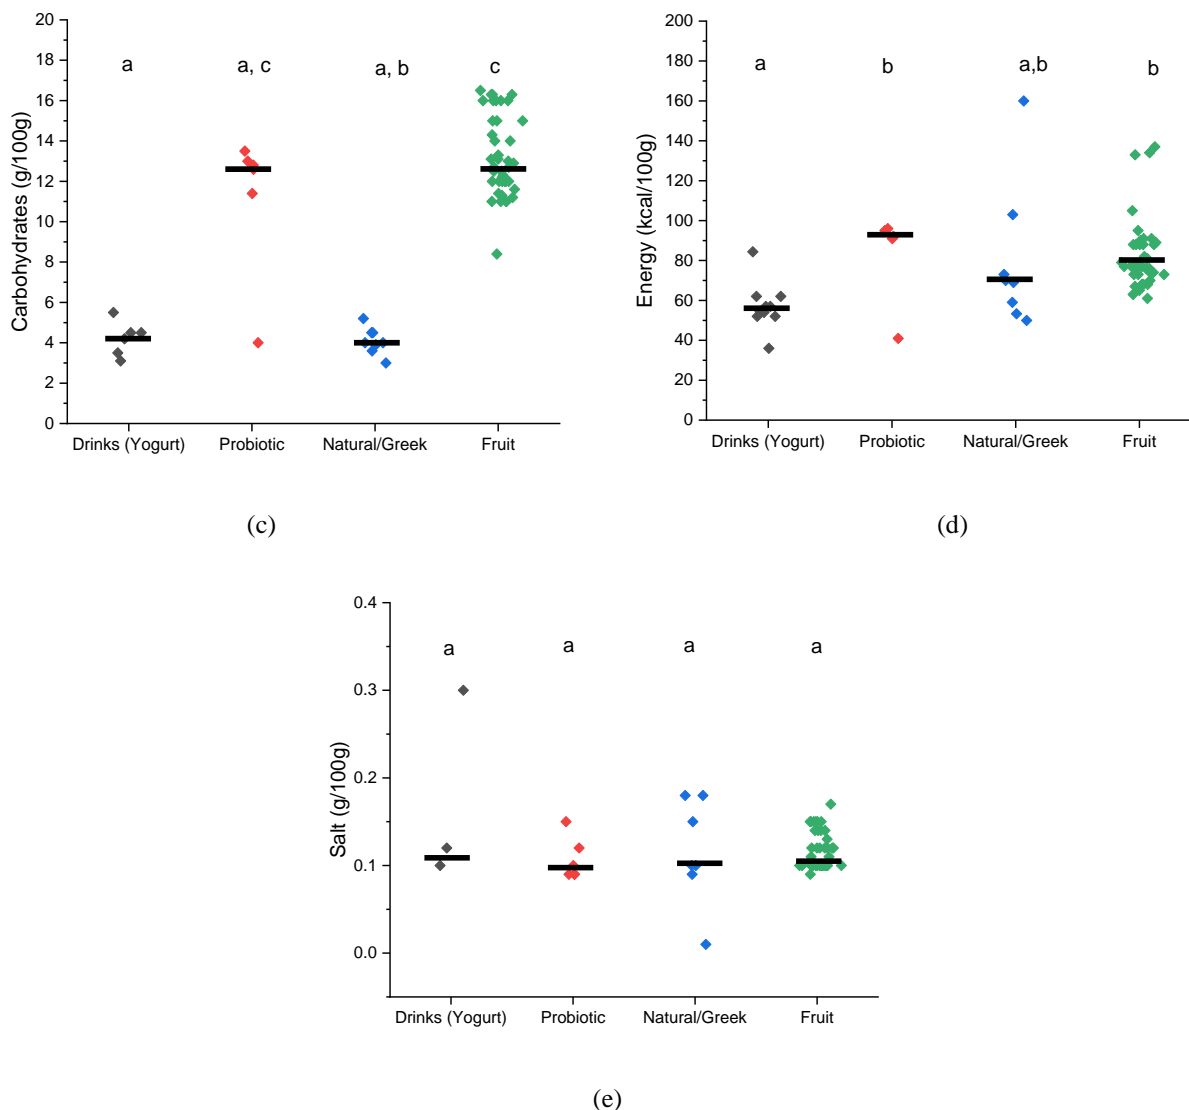 20
18
16
14
12
10
8
6
4
2
0
Carbohydrates (g/100g)
a
a, c
a, b
c
Drinks (Yogurt)
Probiotic
Natural/Greek
Fruit
(c)
200
180
160
140
120
100
80
60
40
20
0
Energy (kcal/100g)
a
b
a,b
b
Drinks (Yogurt)
Probiotic
Natural/Greek
Fruit
(d)
0.4
0.3
0.2
0.1
0.0
Salt (g/100g)
a
a
a
a
Drinks (Yogurt)
Probiotic
Natural/Greek
Fruit
(e)